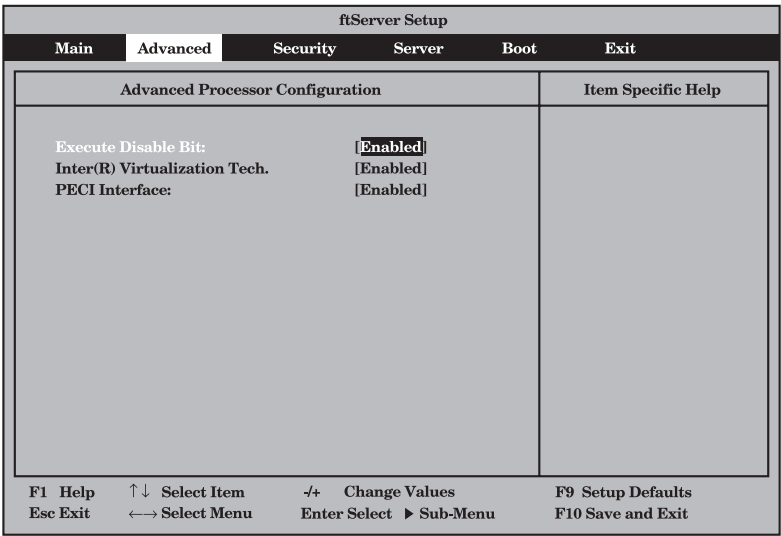 ftServer Setup
Main Advanced Security Server Boot Exit
Advanced Processor Configuration Item Specific Help
Execute Disable Bit: [Enabled]
Inter(R) Virtualization Tech. [Enabled]
PECI Interface: [Enabled]
F1 Help ↑↓ Select Item -/+ Change Values F9 Setup Defaults
Esc Exit ←→ Select Menu Enter Select ▶ Sub-Menu F10 Save and Exit